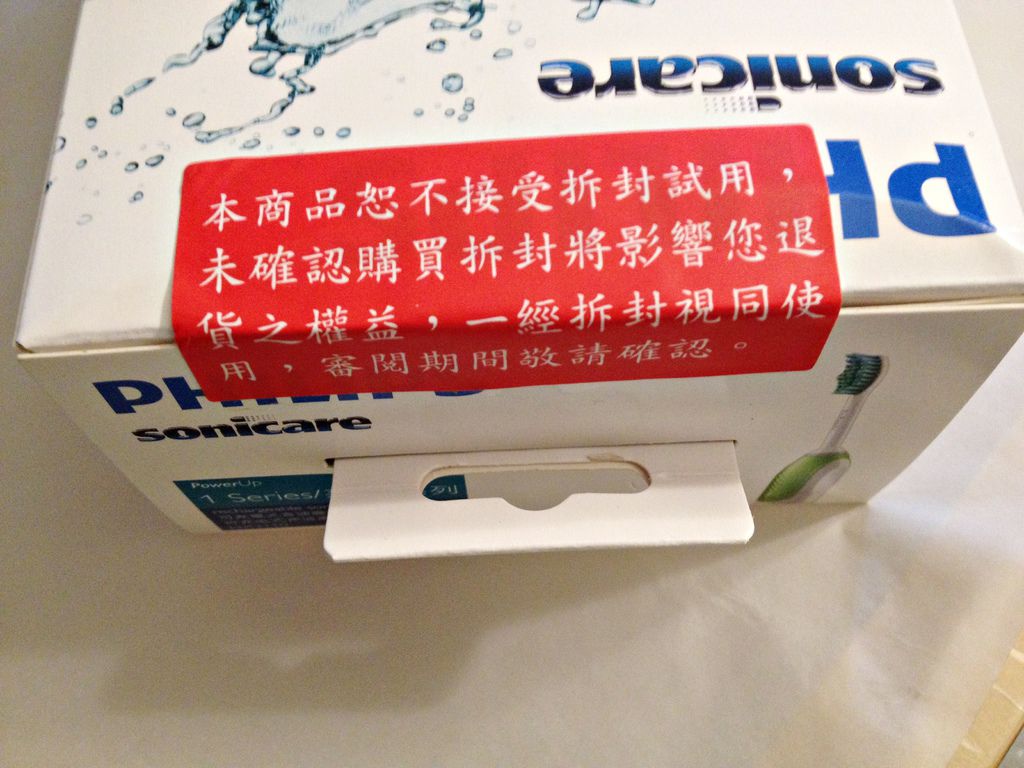 sonicare
本商品恕不接受拆封試用，
未確認購買拆封將影響您退
貨之權益，一經拆封視同使
用，審閱期間敬請確認。
sonicare
PowerUp
1 Series/
列